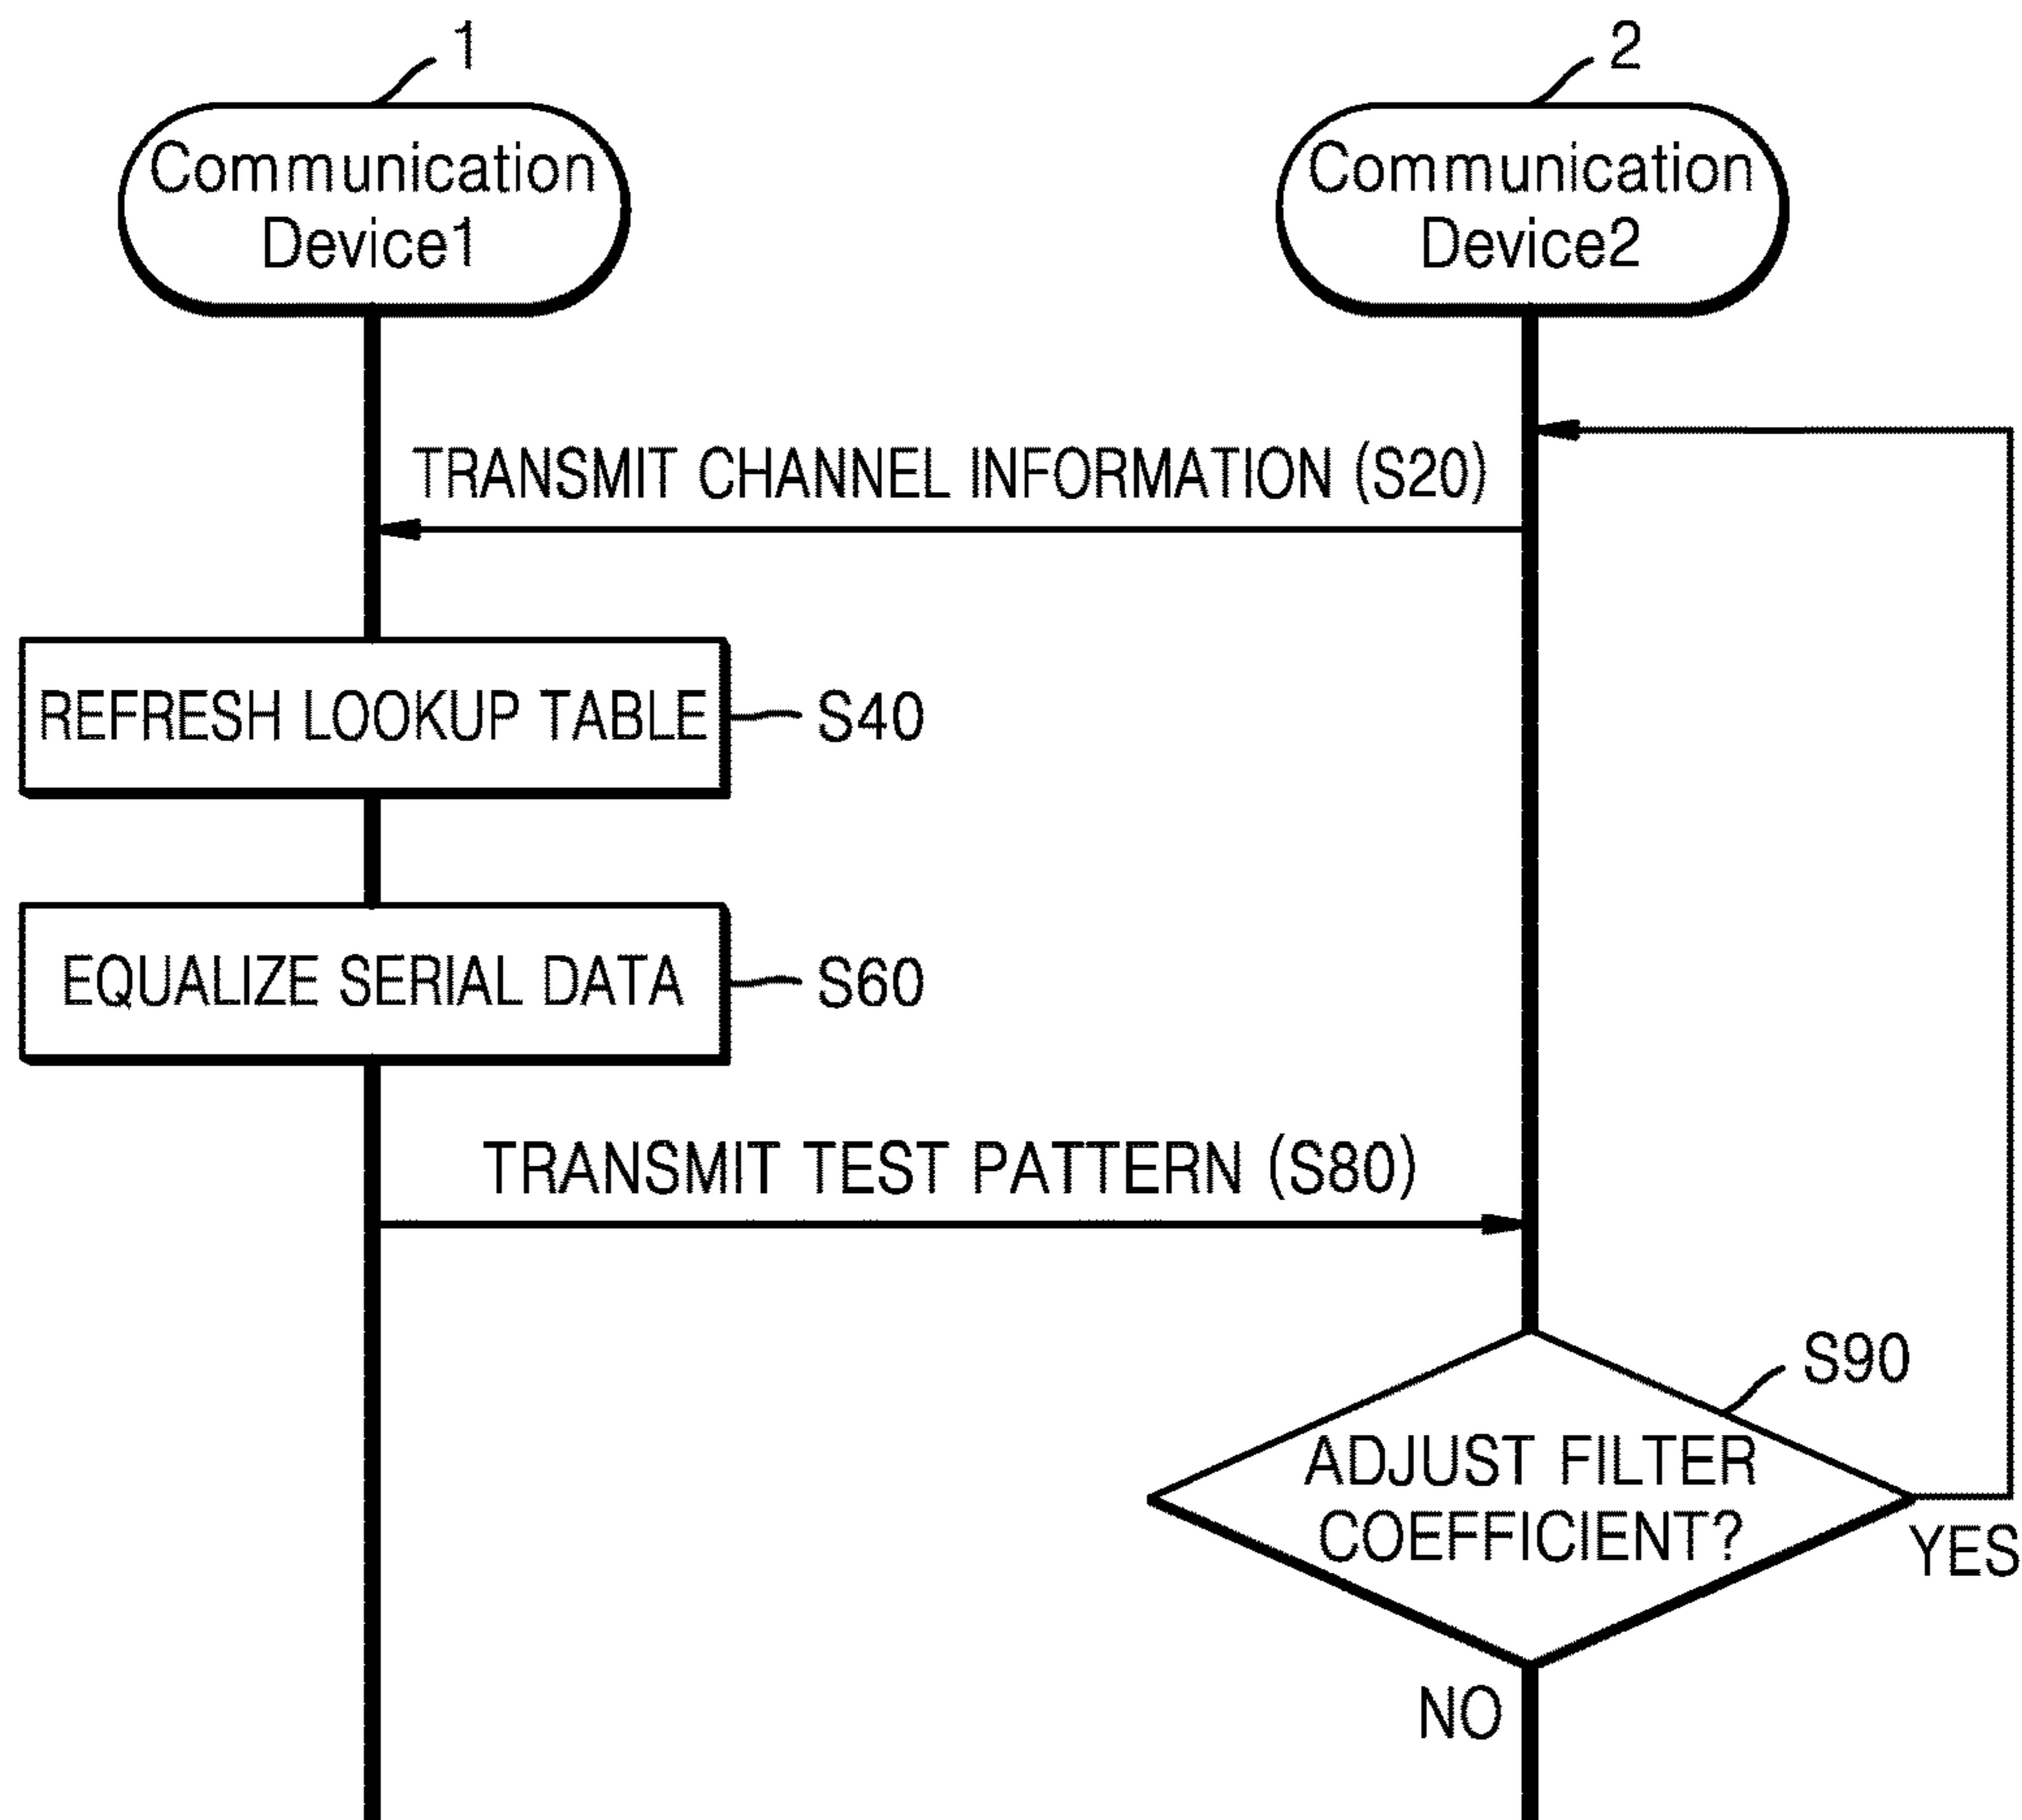 1
2
Communication
Device1
Communication
Device2
TRANSMIT CHANNEL INFORMATION (S20)
REFRESH LOOKUP TABLE
S40
EQUALIZE SERIAL DATA
S60
TRANSMIT TEST PATTERN (S80)
S90
ADJUST FILTER
COEFFICIENT?
YES
NO